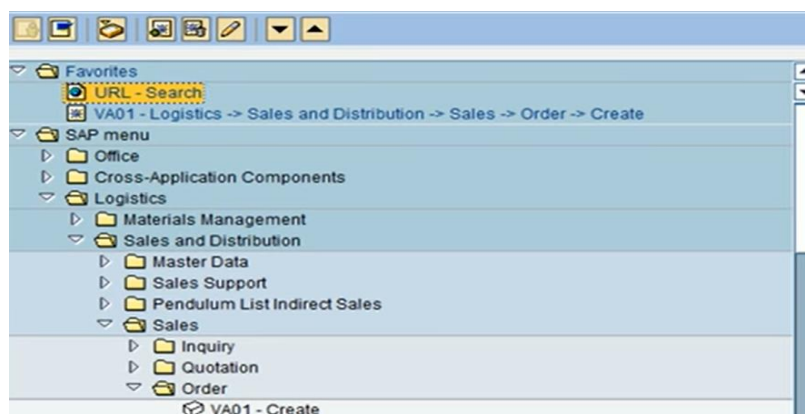 Favorites
URL - Search
VA01 - Logistics -> Sales and Distribution -> Sales -> Order -> Create
SAP menu
Office
Cross-Application Components
Logistics
Materials Management
Sales and Distribution
Master Data
Sales Support
Pendulum List Indirect Sales
Sales
Inquiry
Quotation
Order
VA01 - Create